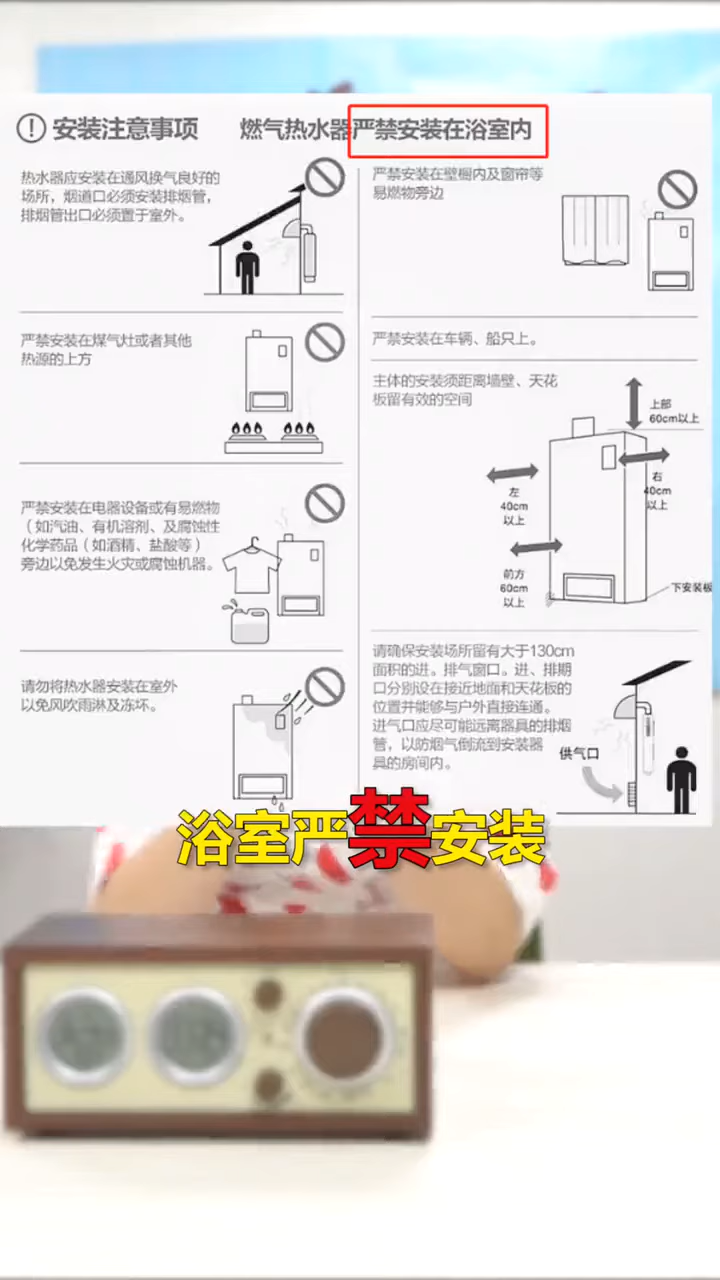 安装注意事项
燃气热水器严禁安装在浴室内
热水器应安装在通风换气良好的
场所，烟道口必须安装排烟管，
排烟管出口必须置于室外。
严禁安装在煤气灶或者其他
热源的上方
严禁安装在电器设备或有易燃物
（如汽油、有机溶剂、及腐蚀性
化学药品（如酒精、盐酸等）
旁边以免发生火灾或腐蚀机器。
请勿将热水器安装在室外
以免风吹雨淋及冻坏。
严禁安装在壁橱内及窗帘等
易燃物旁边
严禁安装在车辆、船只上。
主体的安装须距离墙壁、天花
板留有效的空间
上部
60cm以上
左
40cm
以上
右
40cm
以上
前方
60cm
以上
下安装板
请确保安装场所留有大于130cm
面积的进。排气窗口。进、排期
口分别设在接近地面和天花板的
位置并能够与户外直接连通。
进气口应尽可能远离器具的排烟
管，以防烟气倒流到安装器
具的房间内。
供气口
浴室严禁安装